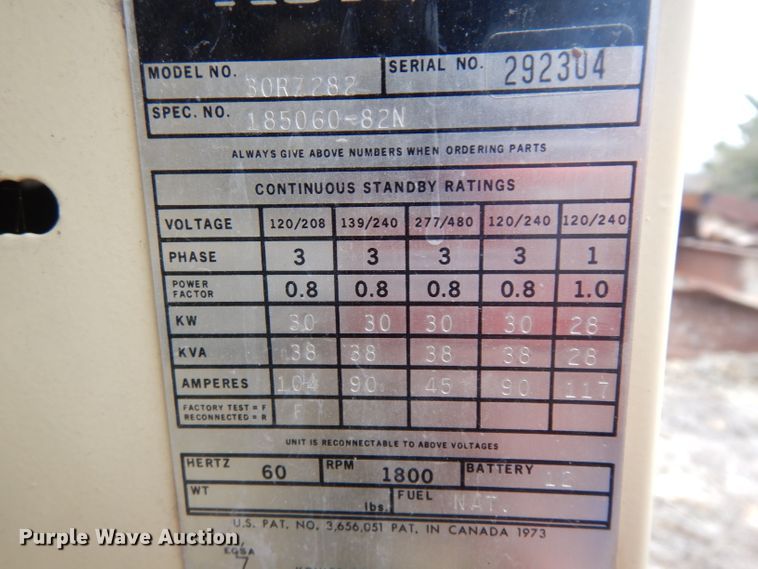 MODEL NO. 30RZ282 SERIAL NO. 292304
SPEC. NO. 185060-82N
ALWAYS GIVE ABOVE NUMBERS WHEN ORDERING PARTS
CONTINUOUS STANDBY RATINGS
VOLTAGE 120/208 139/240 277/480 120/240 120/240
PHASE 3 3 3 3 1
POWER FACTOR 0.8 0.8 0.8 0.8 1.0
KW 30 30 30 30 28
KVA 38 38 38 38 28
AMPERES 104 90 45 90 117
FACTORY TEST = F F
RECONNECTED = R
UNIT IS RECONNECTABLE TO ABOVE VOLTAGES
HERTZ 60 RPM 1800 BATTERY 12
WT lbs. FUEL NAT.
U.S. PAT. NO. 3,656,051 PAT. IN CANADA 1973
EGSA
Purple Wave Auction